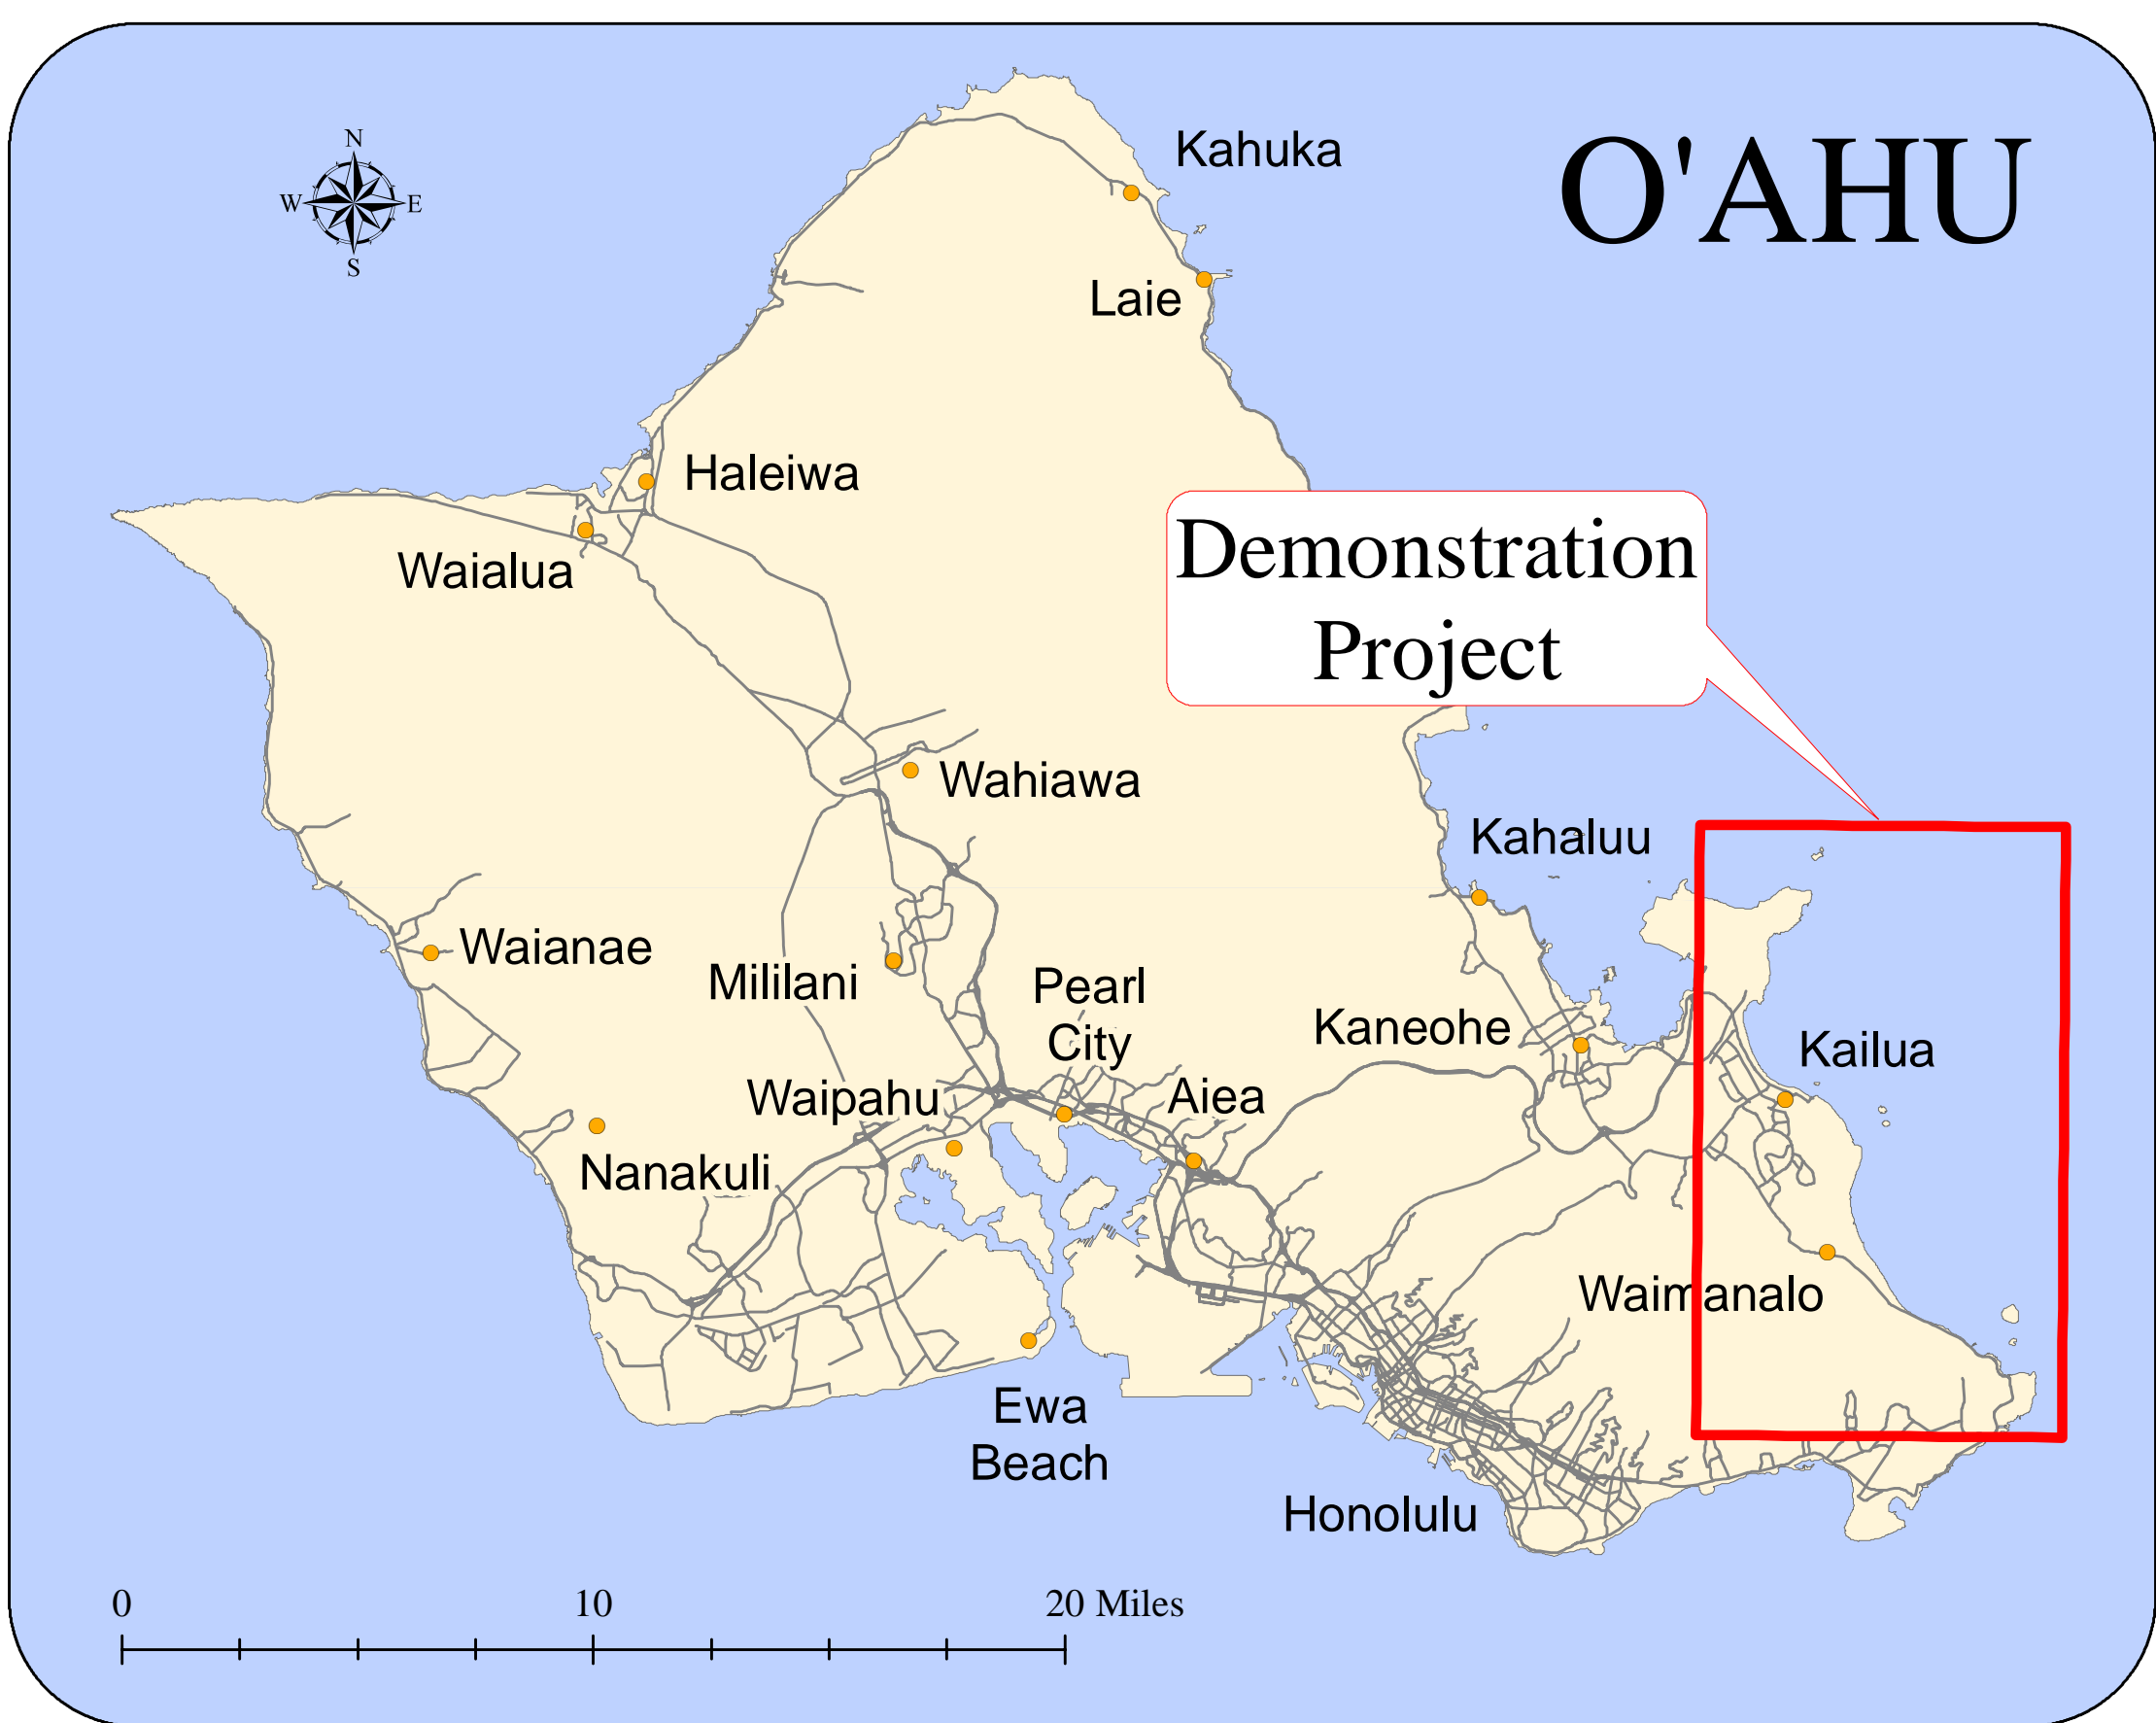 O'AHU
N
W E
S
Kahuka
Laie
Haleiwa
Waialua
Demonstration
Project
Wahiawa
Kahaluu
Waianae
Mililani
Pearl
City
Kaneohe
Kailua
Waipahu
Aiea
Nanakuli
Waimanalo
Ewa
Beach
Honolulu
0 10 20 Miles